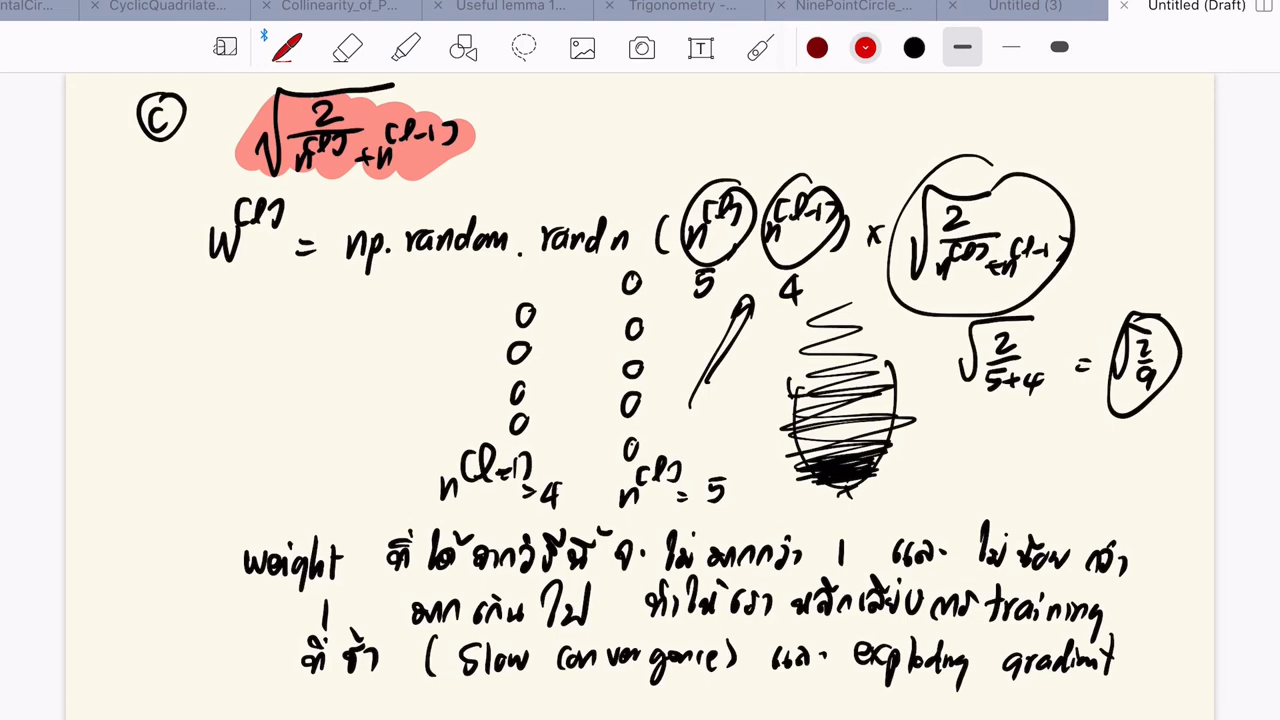 ntalCir...
CyclicQuadrilate...
Collinearity_of_P...
Useful lemma 1...
Trigonometry -...
NinePointCircle_...
Untitled (3)
Untitled (Draft)
T
(c) √(2/(n^[l] + n^[l-1]))
W^[l] = np.random.randn (n^[l] n^[l-1]) × √(2/(n^[l] + n^[l-1]))
5 4
√(2/(5+4)) = √(2/9)
n^[l-1] = 4 n^[l] = 5
weight ที่ได้จากวิธีนี้ จะ ไม่มากกว่า 1 และ ไม่น้อยกว่า
1 มากเกินไป ทำให้เรา หลีกเลี่ยงการ training
ที่ช้า (Slow convergence) และ exploding gradient